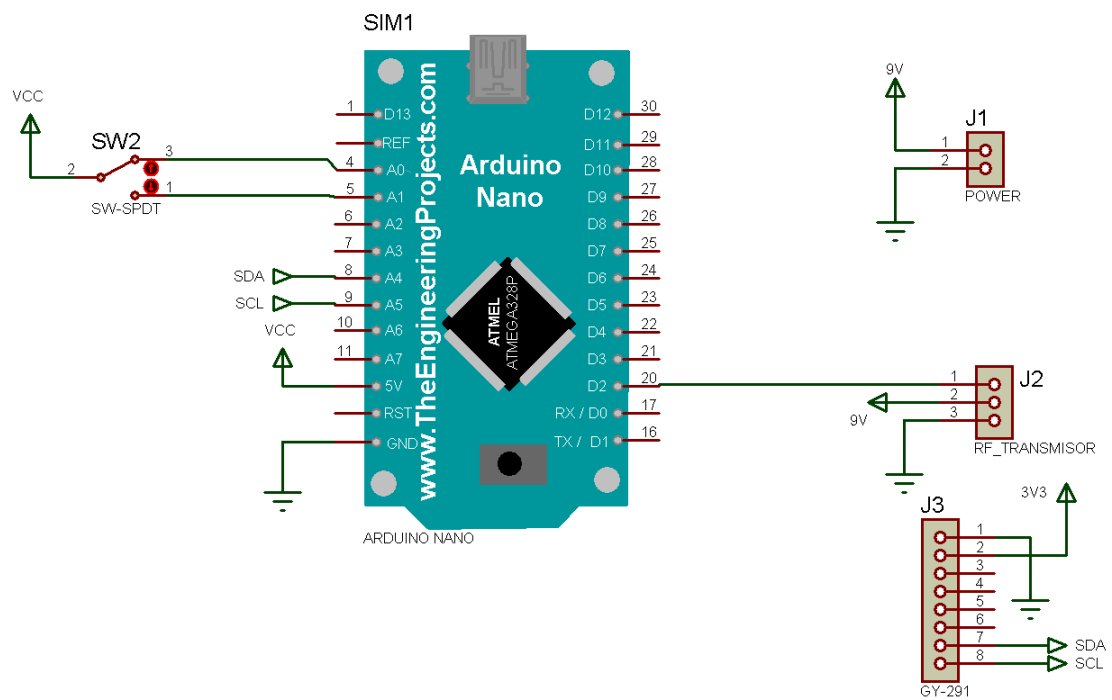 SIM1
VCC
SW2
2
3
1
SW-SPDT
1 D13
REF
4 A0
5 A1
6 A2
7 A3
SDA 8 A4
SCL 9 A5
10 A6
VCC
11 A7
5V
RST
GND
www.TheEngineeringProjects.com
Arduino
Nano
ATMEL
ATMEGA328P
D12 30
D11 29
D10 28
D9 27
D8 26
D7 25
D6 24
D5 23
D4 22
D3 21
D2 20
RX / D0 17
TX / D1 16
ARDUINO NANO
9V
J1
1
2
POWER
J2
1
2
3
9V
RF_TRANSMISOR
3V3
J3
1
2
3
4
5
6
7 SDA
8 SCL
GY-291